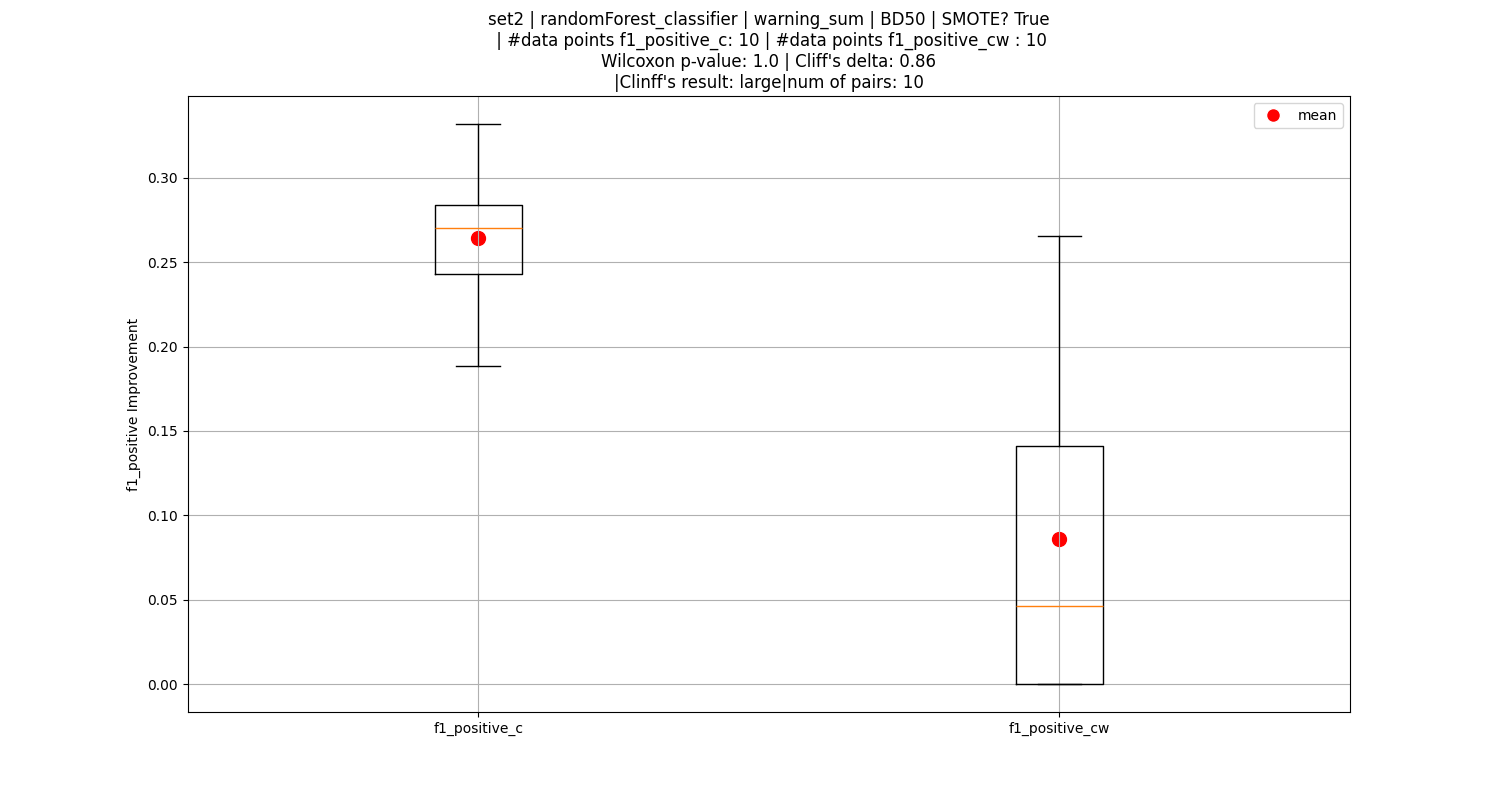 set2 | randomForest_classifier | warning_sum | BD50 | SMOTE? True
| #data points f1_positive_c: 10 | #data points f1_positive_cw : 10
Wilcoxon p-value: 1.0 | Cliff's delta: 0.86
|Clinff's result: large|num of pairs: 10
mean
f1_positive Improvement
0.30
0.25
0.20
0.15
0.10
0.05
0.00
f1_positive_c
f1_positive_cw